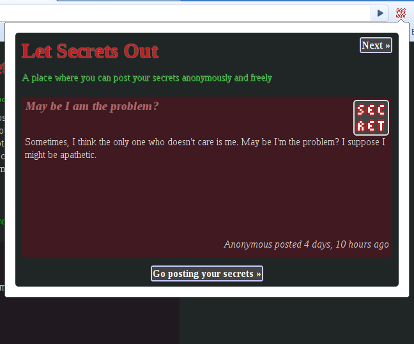 Let Secrets Out
Next »
A place where you can post your secrets anonymously and freely
May be I am the problem?
SEC
RET
Sometimes, I think the only one who doesn't care is me. May be I'm the problem? I suppose I
might be apathetic.
Anonymous posted 4 days, 10 hours ago
Go posting your secrets »